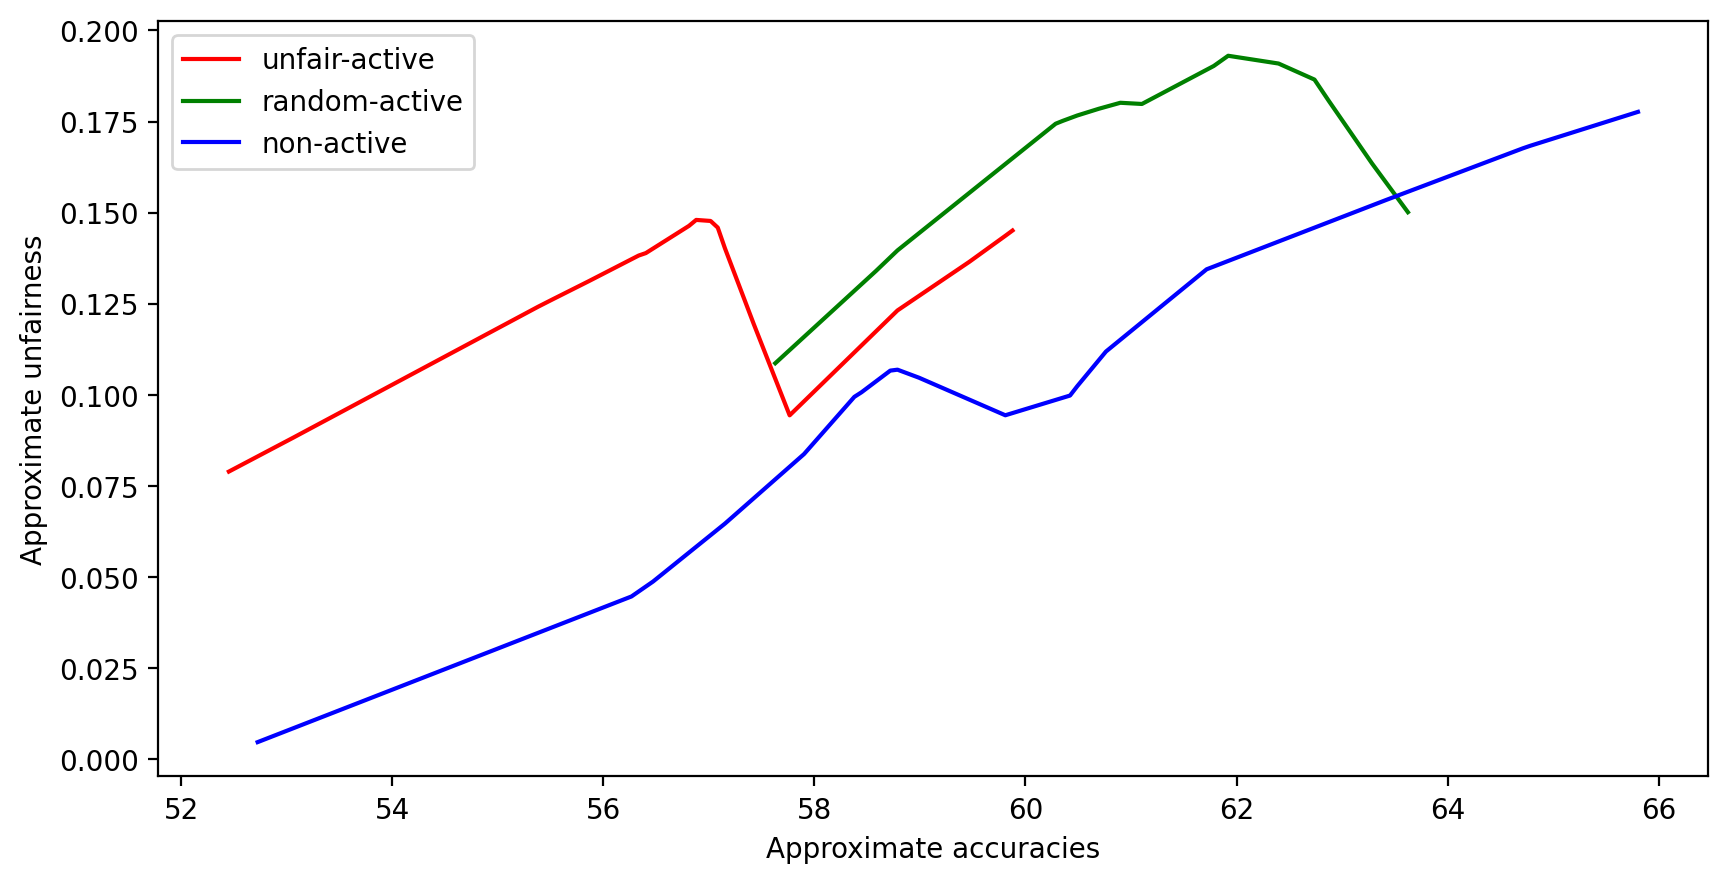 0.200
0.175
0.150
0.125
0.100
0.075
0.050
0.025
0.000
Approximate unfairness
unfair-active
random-active
non-active
52 54 56 58 60 62 64 66
Approximate accuracies